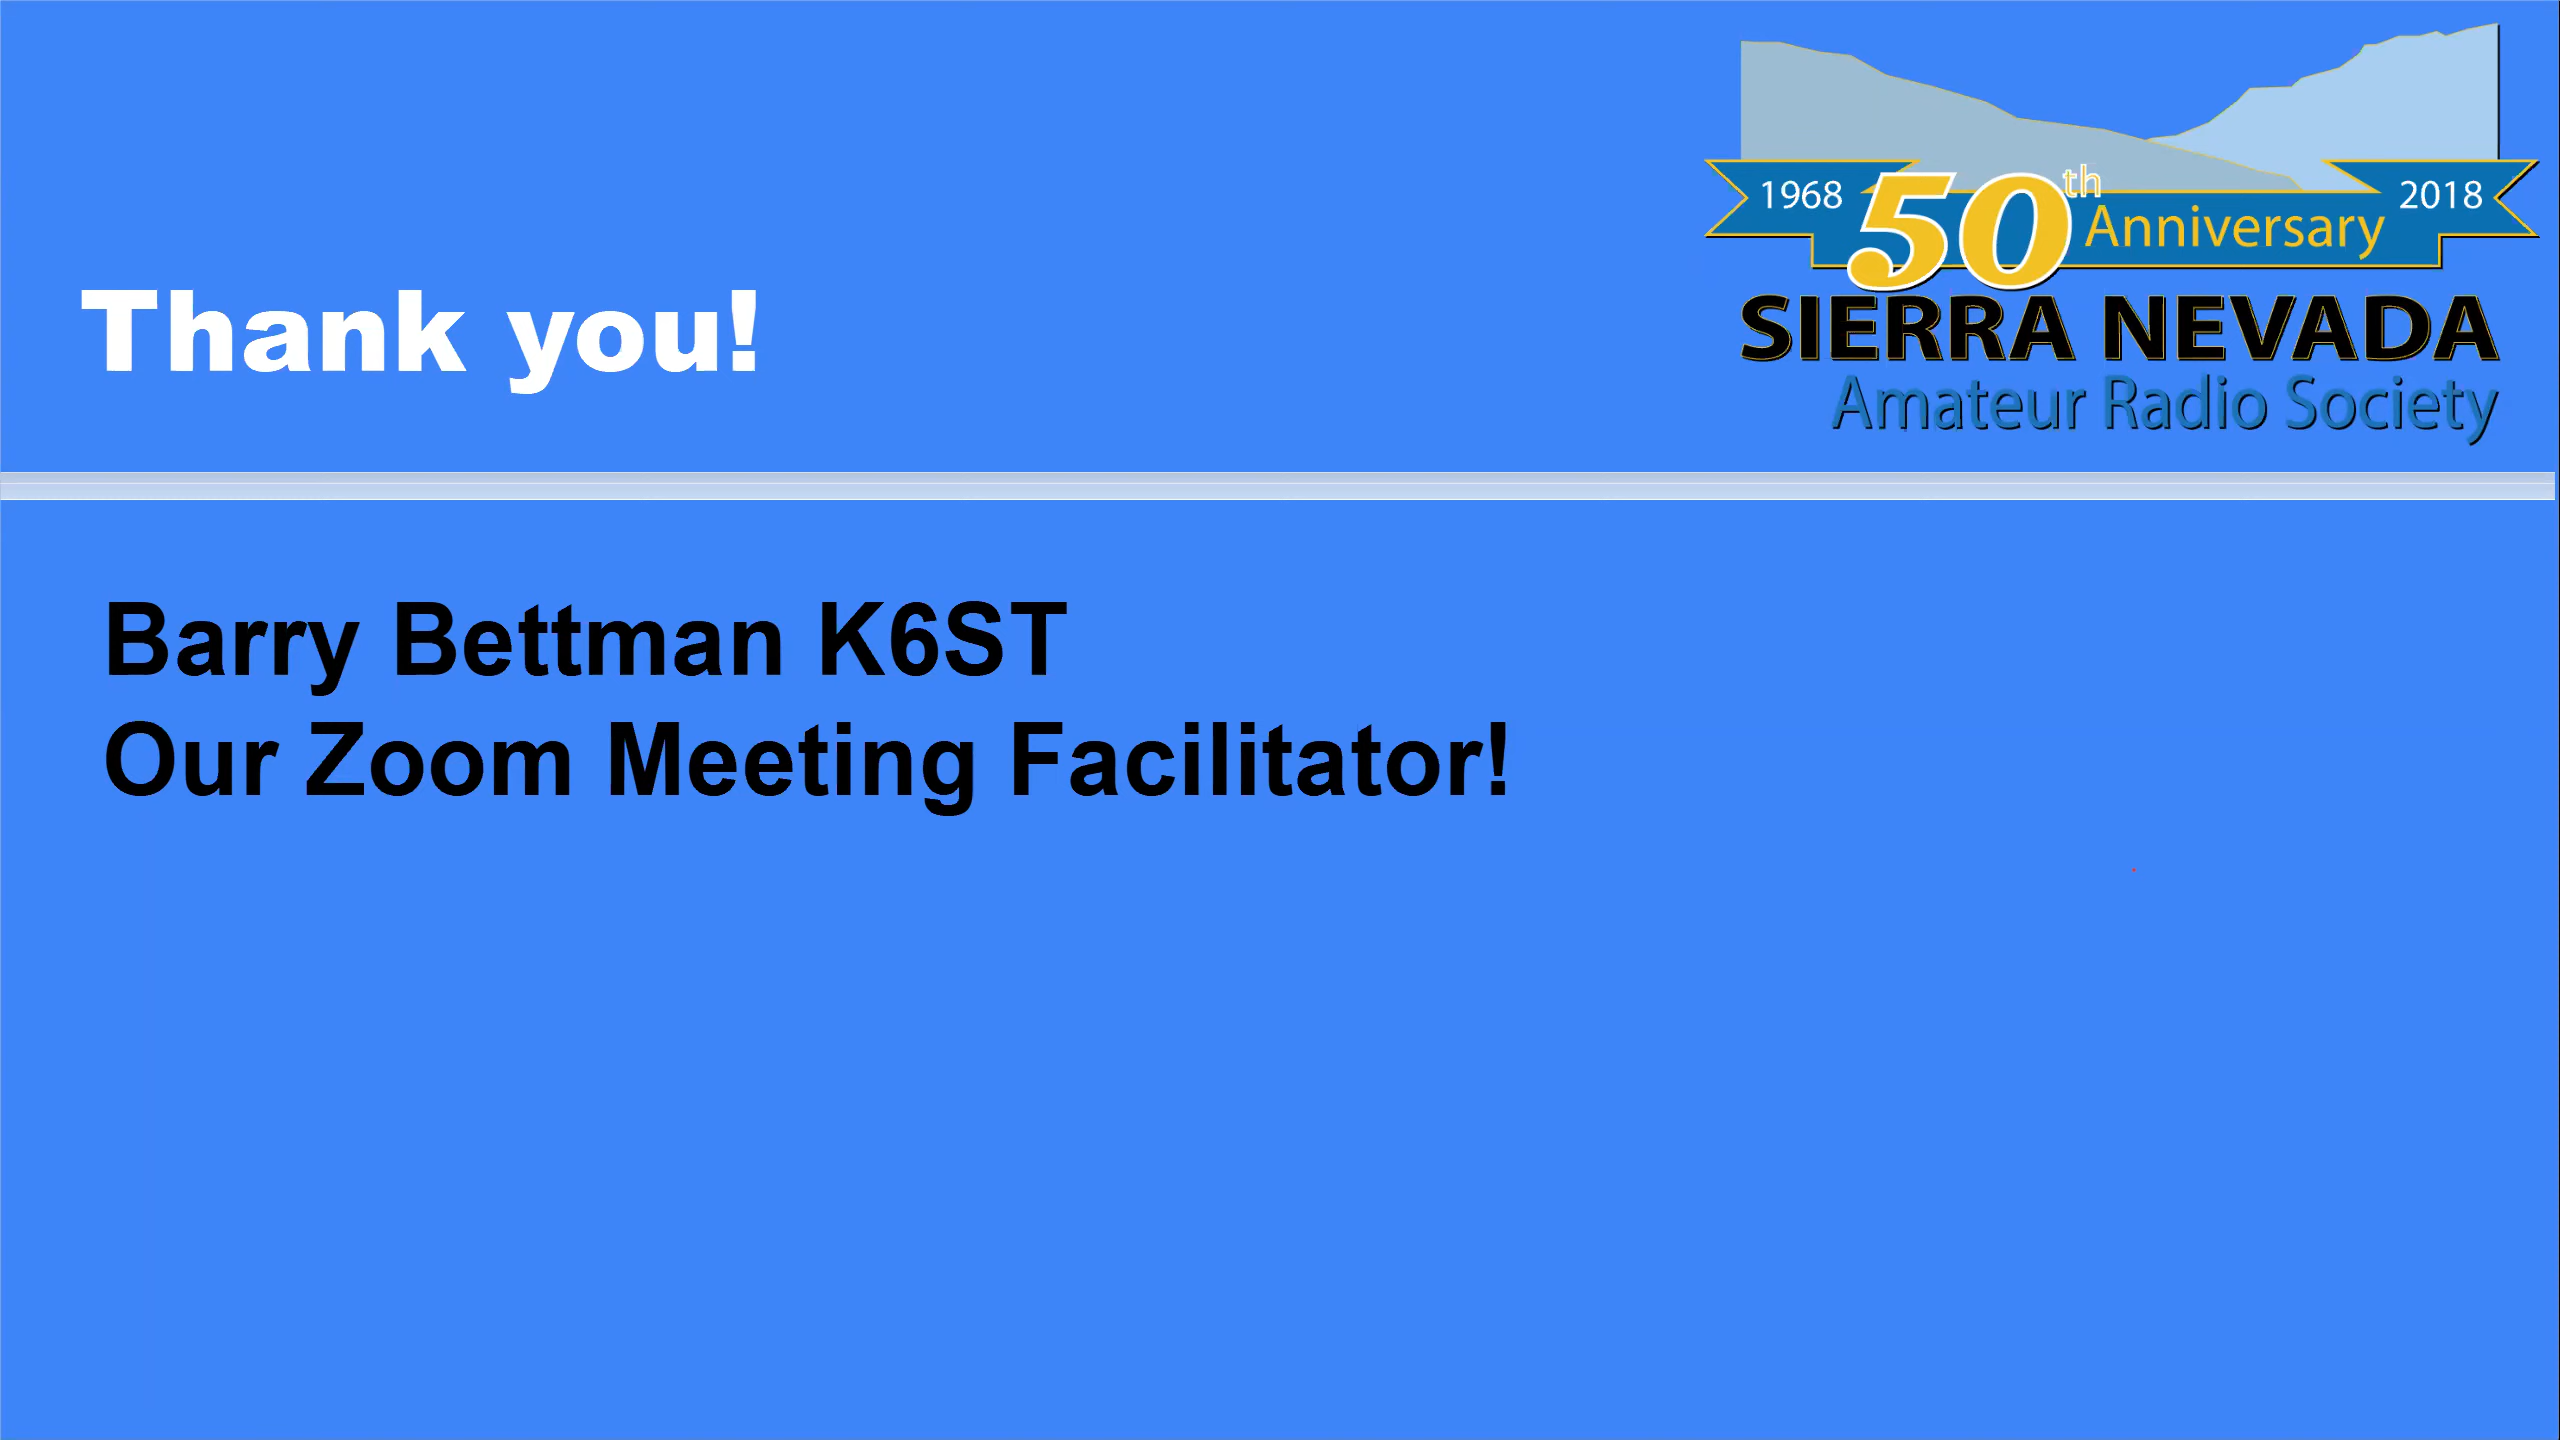 1968 50th Anniversary 2018
SIERRA NEVADA
Amateur Radio Society
Thank you!
Barry Bettman K6ST
Our Zoom Meeting Facilitator!